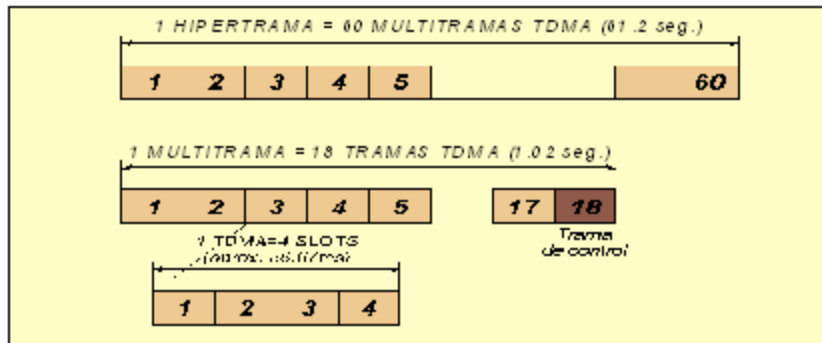 1 HIPERTRAMA = 60 MULTITRAMAS TDMA (61.2 seg.)
1 2 3 4 5 60
1 MULTITRAMA = 18 TRAMAS TDMA (1.02 seg.)
1 2 3 4 5 17 18
1 TDMA=4 SLOTS
Trama
de control
1 2 3 4